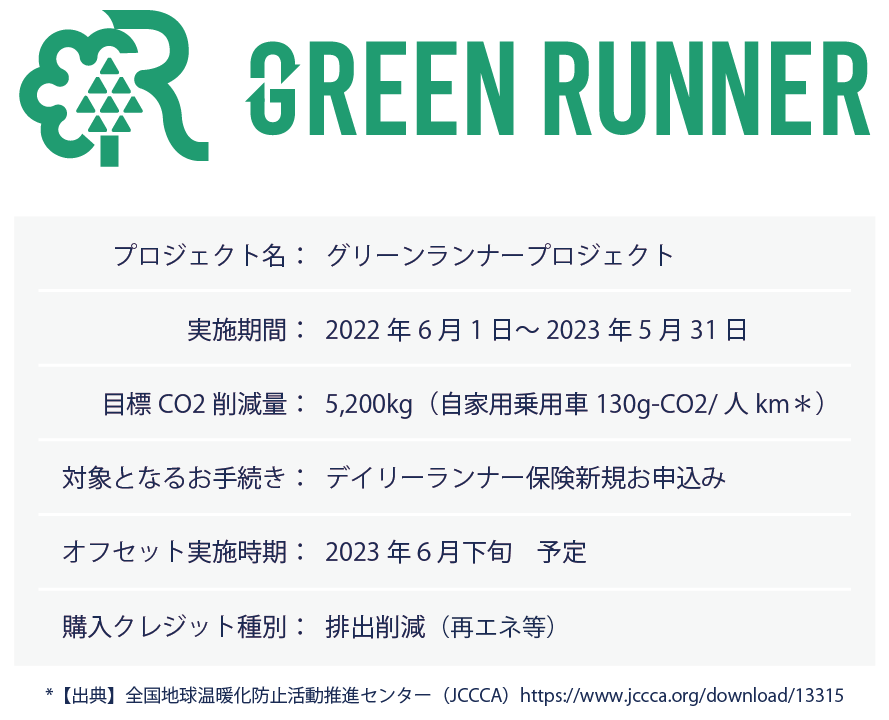 GREEN RUNNER
プロジェクト名： グリーンランナープロジェクト
実施期間： 2022 年 6 月 1 日～ 2023 年 5 月 31 日
目標 CO2 削減量： 5,200kg（自家用乗用車 130g-CO2/ 人 km＊）
対象となるお手続き： デイリーランナー保険新規お申込み
オフセット実施時期： 2023 年６月下旬　予定
購入クレジット種別： 排出削減（再エネ等）
*【出典】全国地球温暖化防止活動推進センター（JCCCA）https://www.jccca.org/download/13315